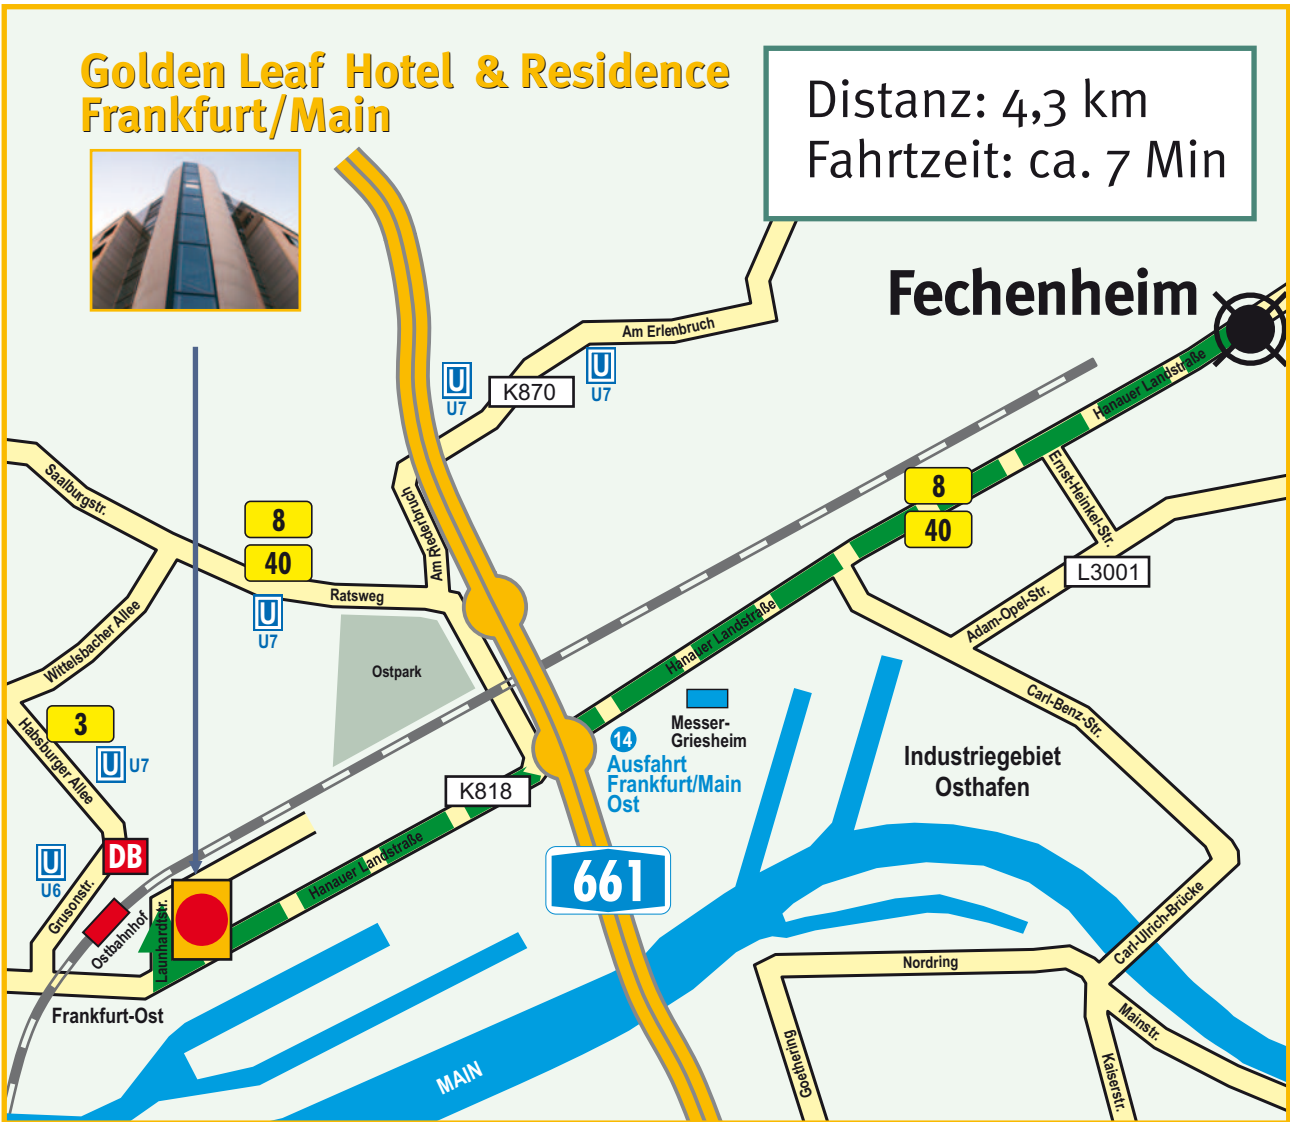 Golden Leaf Hotel & Residence
Frankfurt/Main
Distanz: 4,3 km
Fahrtzeit: ca. 7 Min
Fechenheim
Am Erlenbruch
U
U7
K870
U
U7
Hanauer Landstraße
Saalburgstr.
8
40
U
U7
Ratsweg
Am Riederbruch
8
40
Ernst-Heinkel-Str.
L3001
Adam-Opel-Str.
Wittelsbacher Allee
Ostpark
Hanauer Landstraße
Messer-
Griesheim
14
Ausfahrt
Frankfurt/Main
Ost
Carl-Benz-Str.
Industriegebiet
Osthafen
3
U
U7
Habsburger Allee
K818
Hanauer Landstraße
661
DB
U
U6
Grusonstr.
Ostbahnhof
Launhardtstr.
Frankfurt-Ost
MAIN
Nordring
Carl-Ulrich-Brücke
Goethering
Mainstr.
Kaiserstr.